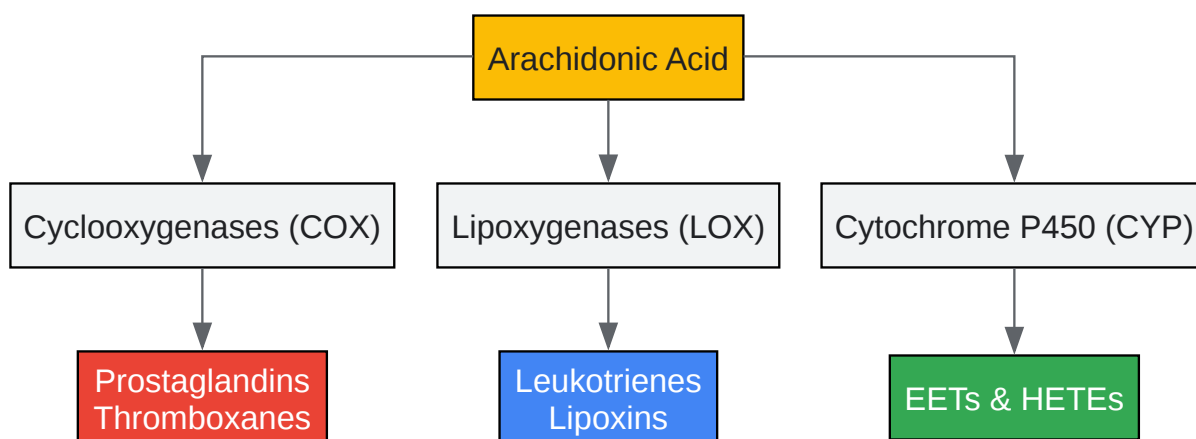 Arachidonic Acid
Cyclooxygenases (COX)
Lipoxygenases (LOX)
Cytochrome P450 (CYP)
Prostaglandins
Thromboxanes
Leukotrienes
Lipoxins
EETs & HETEs